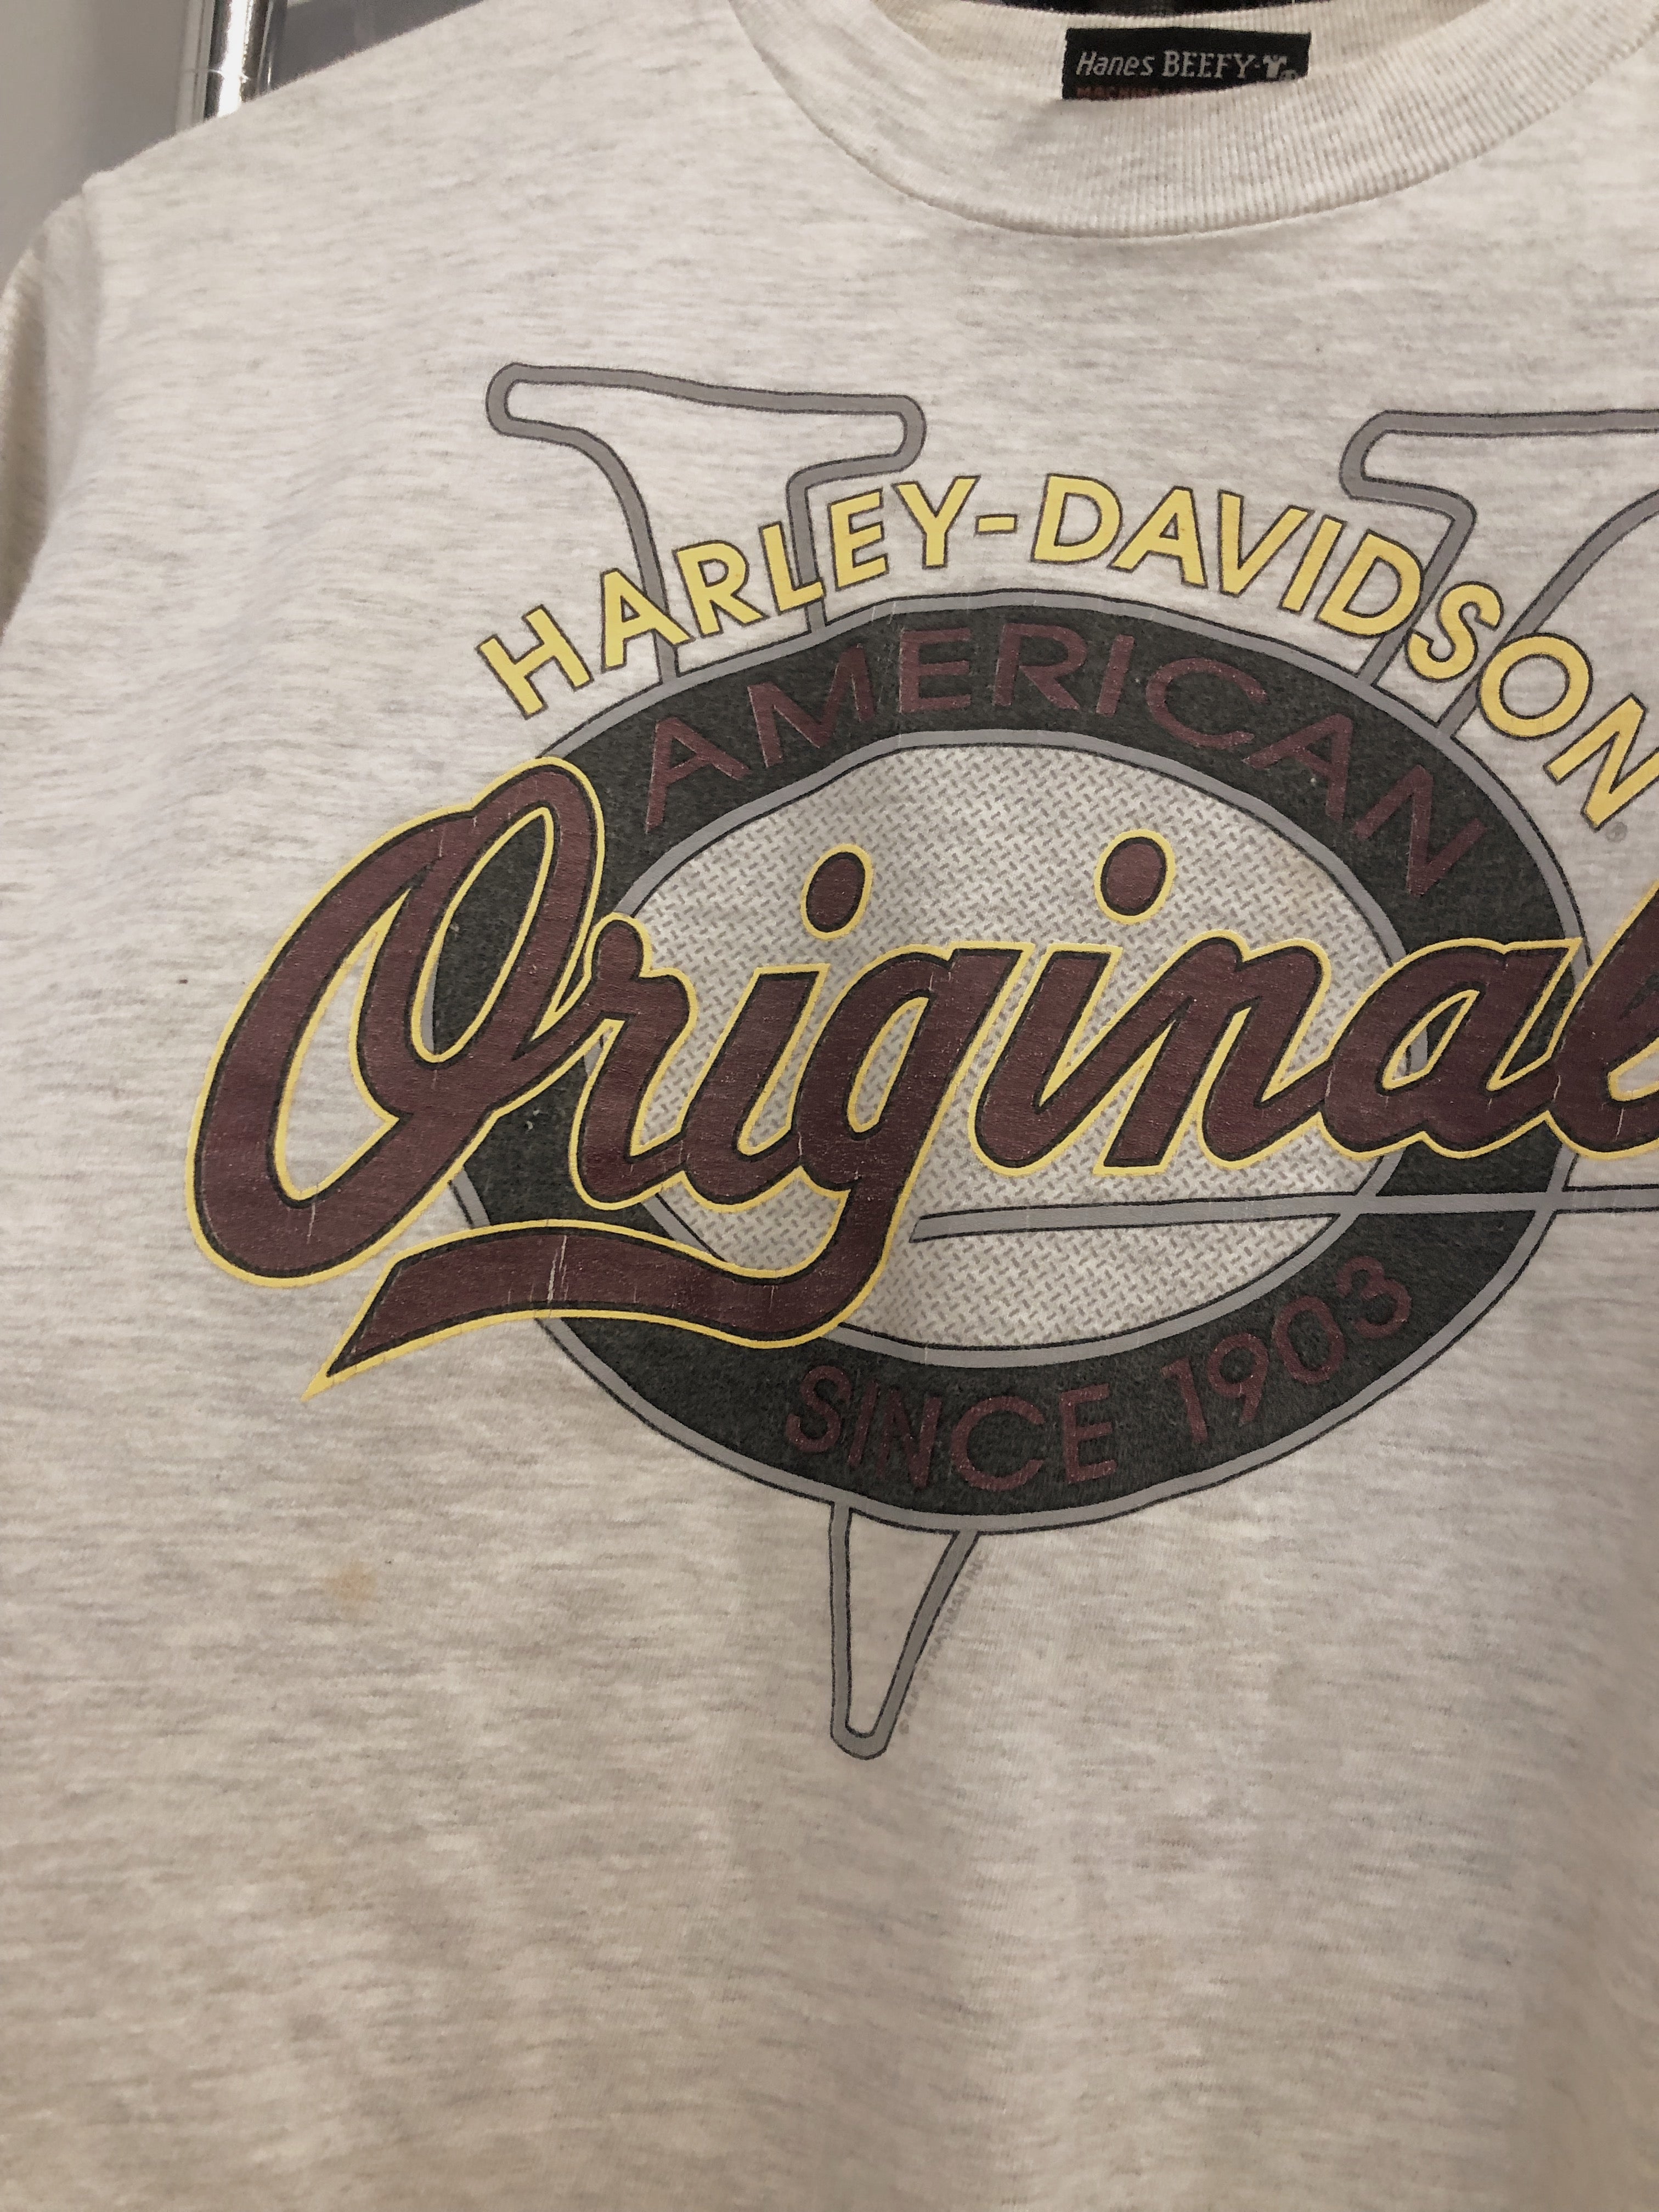 Hanes BEEFY-T®
HARLEY-DAVIDSON
AMERICAN
Original
SINCE 1903